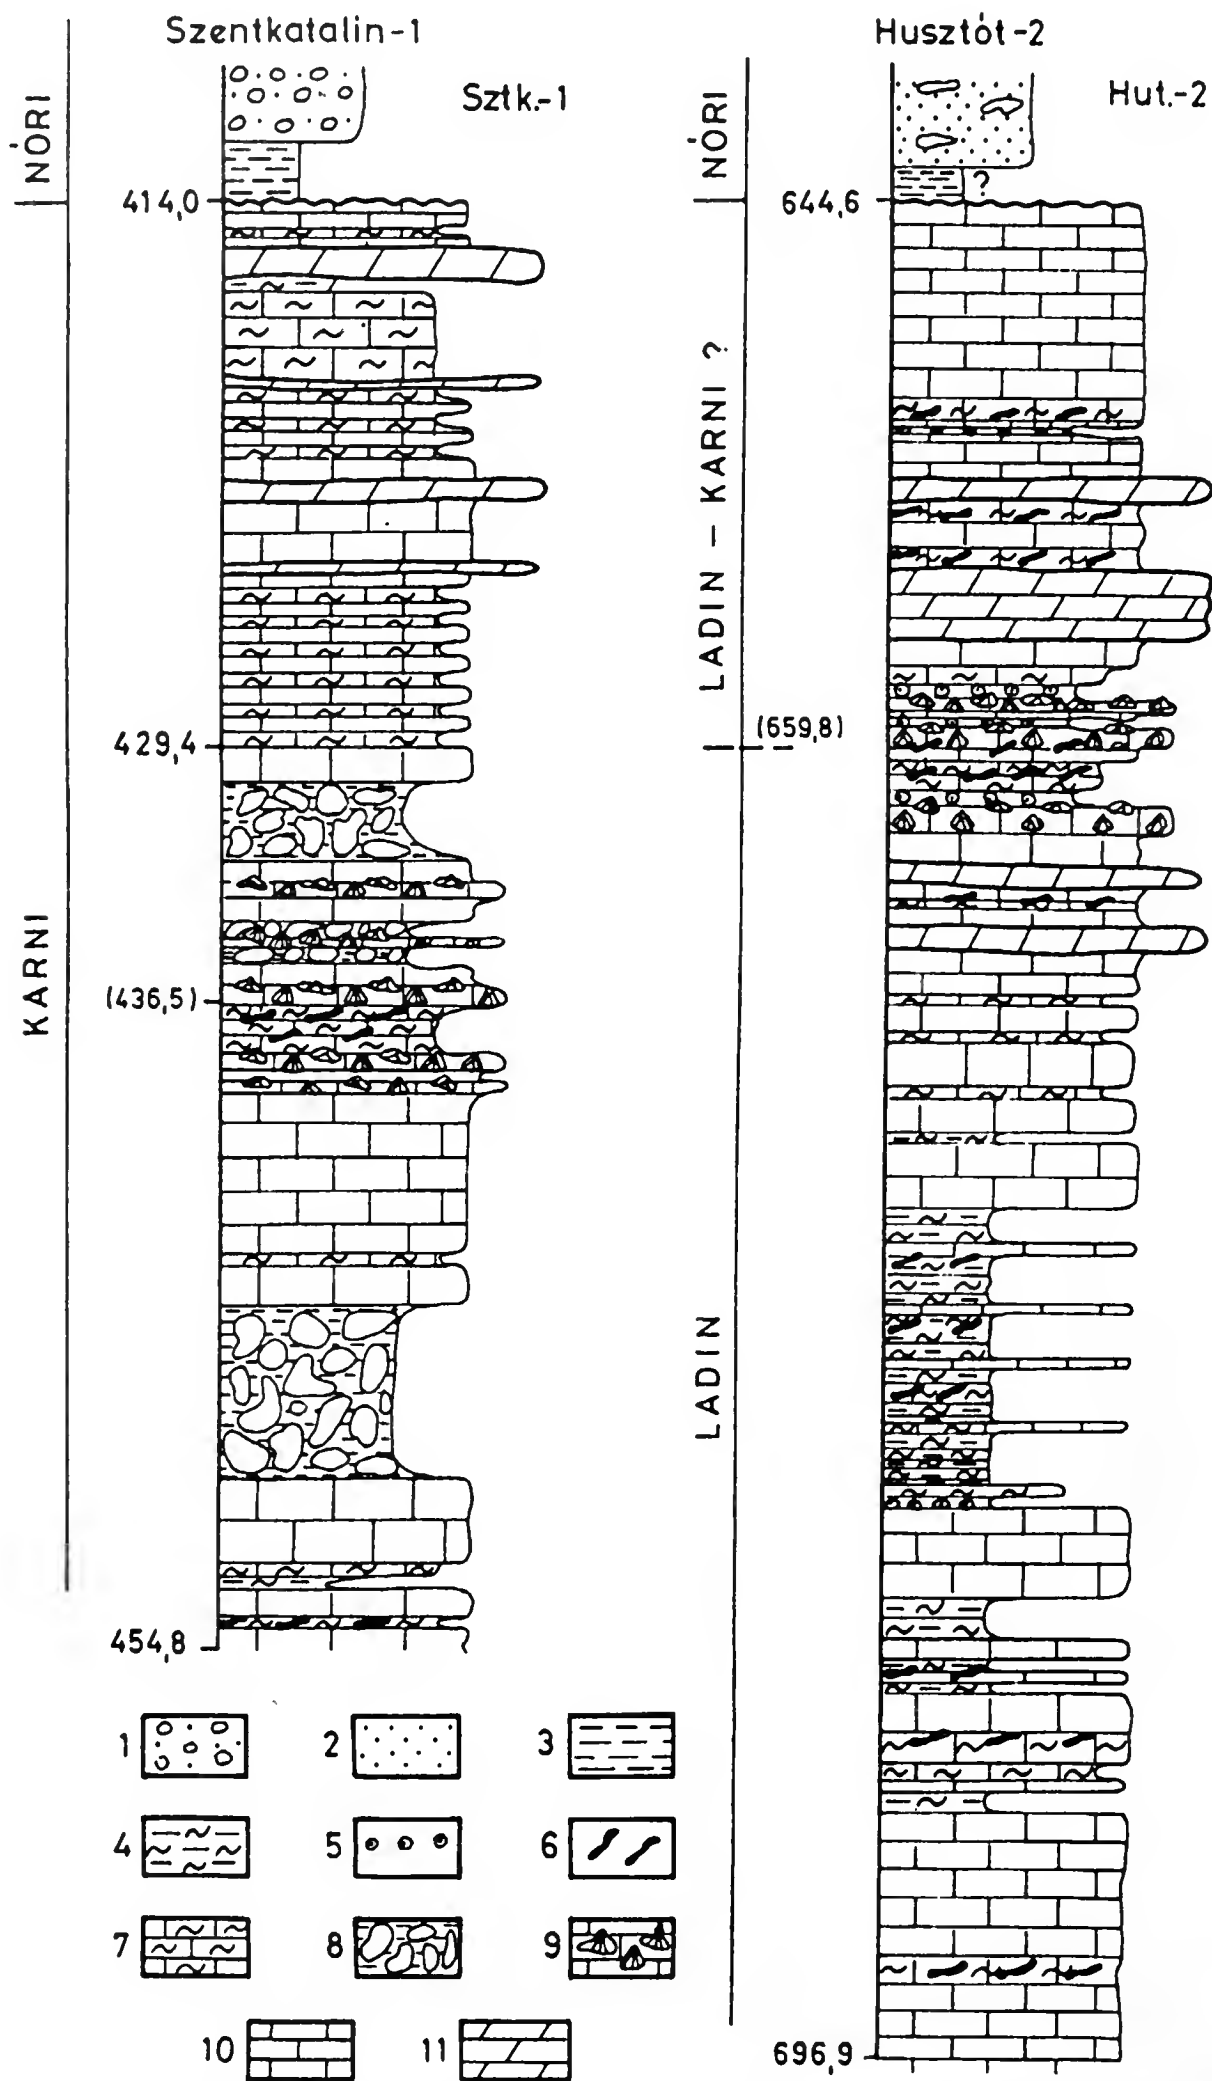 Szentkatalin-1
Husztót-2
Sztk.-1
Hut.-2
NÓRI
414,0
KARNI
429,4
(436,5)
454,8
NÓRI
?
644,6
LADIN – KARNI ?
(659,8)
LADIN
696,9
1
2
3
4
5
6
7
8
9
10
11